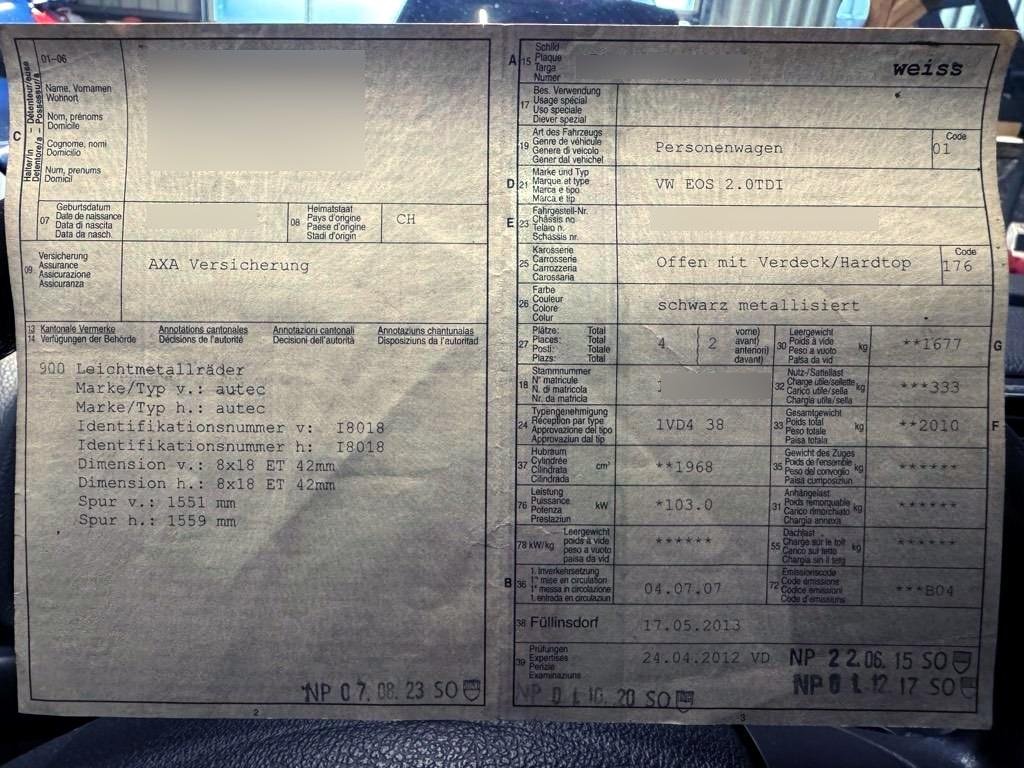 Halter/in - Détenteur/euse
Detentore/a - Possessur/a
C
01-06
Name, Vornamen
Wohnort
Nom, prénoms
Domicile
Cognome, nomi
Domicilio
Num, prenums
Domicil
07
Geburtsdatum
Date de naissance
Data di nascita
Data da nasch.
08
Heimatstaat
Pays d'origine
Paese d'origine
Stadi d'origin
CH
09
Versicherung
Assurance
Assicurazione
Assicuranza
AXA Versicherung
13 Kantonale Vermerke Annotations cantonales Annotazioni cantonali Annotaziuns chantunalas
14 Verfügungen der Behörde Décisions de l'autorité Decisioni dell'autorità Disposiziuns da l'autoritad
900 Leichtmetallräder
Marke/Typ v.: autec
Marke/Typ h.: autec
Identifikationsnummer v: I8018
Identifikationsnummer h: I8018
Dimension v.: 8x18 ET 42mm
Dimension h.: 8x18 ET 42mm
Spur v.: 1551 mm
Spur h.: 1559 mm
NP 07.08.23 SO
2
A 15
Schild
Plaque
Targa
Numer
weiss
17
Bes. Verwendung
Usage spécial
Uso speciale
Diever spezial
19
Art des Fahrzeugs
Genre de véhicule
Genere di veicolo
Gener dal vehichel
Personenwagen
Code
01
D 21
Marke und Typ
Marque et type
Marca e tipo
Marca e tip
VW EOS 2.0TDI
E 23
Fahrgestell-Nr.
Châssis no
Telaio n.
Schassis nr.
25
Karosserie
Carrosserie
Carrozzeria
Carossaria
Offen mit Verdeck/Hardtop
Code
176
26
Farbe
Couleur
Colore
Colur
schwarz metallisiert
27
Plätze: Total
Places: Total
Posti: Totale
Plazs: Total
4
2
vorne)
avant)
anteriori)
davant)
30
Leergewicht
Poids à vide
Peso a vuoto
Paisa da vid
kg
**1677
G
18
Stammnummer
N° matricule
N. di matricola
Nr. da matricla
32
Nutz-/Sattellast
Charge utile/sellette
Carico utile/sella
Chargia utila/sella
kg
***333
24
Typengenehmigung
Réception par type
Approvazione del tipo
Approvaziun dal tip
1VD4 38
33
Gesamtgewicht
Poids total
Peso totale
Paisa totala
kg
**2010
F
37
Hubraum
Cylindrée
Cilindrata
Cilindrada
cm³
**1968
35
Gewicht des Zuges
Poids de l'ensemble
Peso del convoglio
Paisa cumposiziun
kg
******
76
Leistung
Puissance
Potenza
Prestaziun
kW
*103.0
31
Anhängelast
Poids remorquable
Carico rimorchiato
Chargia annexa
kg
******
78 kW/kg
Leergewicht
poids à vide
peso a vuoto
paisa da vid
******
55
Dachlast
Charge sur le toit
Carico sul tetto
Chargia sin il tetg
kg
******
B 36
1. Inverkehrsetzung
1re mise en circulation
1a messa in circolazione
1. entrada en circulaziun
04.07.07
72
Emissionscode
Code émissions
Codice emissioni
Code d'emissiuns
***B04
38 Füllinsdorf
17.05.2013
39
Prüfungen
Expertises
Perizie
Examinaziuns
24.04.2012 VD
NP 22.06.15 SO
NP 01.10.20 SO
NP 01.12.17 SO
3